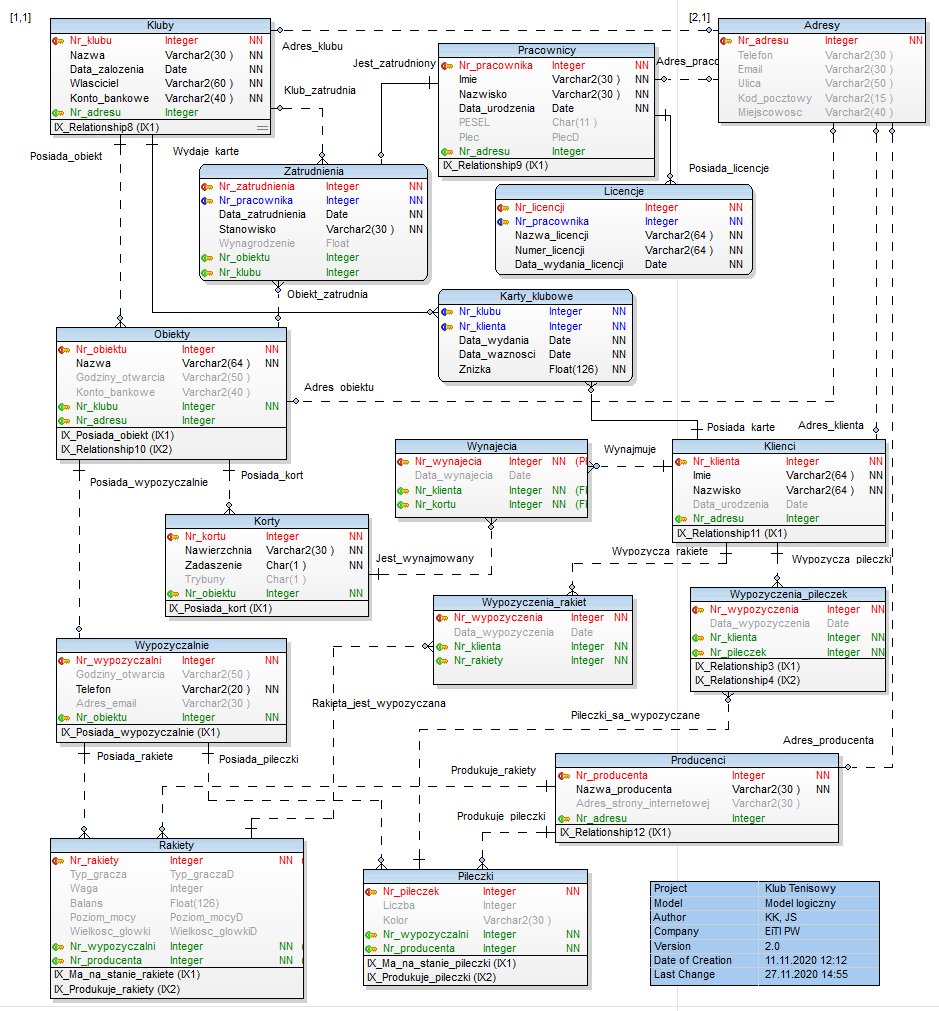 [1,1]
[2,1]
Kluby
Nr_klubu Integer NN
Nazwa Varchar2(30 ) NN
Data_zalozenia Date NN
Wlasciciel Varchar2(60 ) NN
Konto_bankowe Varchar2(40 ) NN
Nr_adresu Integer
IX_Relationship8 (IX1)
Adres_klubu
Adresy
Nr_adresu Integer NN
Telefon Varchar2(30 )
Email Varchar2(30 )
Ulica Varchar2(50 )
Kod_pocztowy Varchar2(15 )
Miejscowosc Varchar2(40 )
Pracownicy
Nr_pracownika Integer NN
Imie Varchar2(30 ) NN
Nazwisko Varchar2(30 ) NN
Data_urodzenia Date NN
PESEL Char(11 )
Plec PlecD
Nr_adresu Integer
IX_Relationship9 (IX1)
Jest_zatrudniony
Adres_prac
Klub_zatrudnia
Posiada_obiekt
Wydaje_karte
Posiada_licencje
Zatrudnienia
Nr_zatrudnienia Integer NN
Nr_pracownika Integer NN
Data_zatrudnienia Date NN
Stanowisko Varchar2(30 ) NN
Wynagrodzenie Float
Nr_obiektu Integer
Nr_klubu Integer
Licencje
Nr_licencji Integer NN
Nr_pracownika Integer NN
Nazwa_licencji Varchar2(64 ) NN
Numer_licencji Varchar2(64 ) NN
Data_wydania_licencji Date NN
Obiekt_zatrudnia
Karty_klubowe
Nr_klubu Integer NN
Nr_klienta Integer NN
Data_wydania Date NN
Data_waznosci Date NN
Znizka Float(126) NN
Obiekty
Nr_obiektu Integer NN
Nazwa Varchar2(64 ) NN
Godziny_otwarcia Varchar2(50 )
Konto_bankowe Varchar2(40 )
Nr_klubu Integer NN
Nr_adresu Integer
IX_Posiada_obiekt (IX1)
IX_Relationship10 (IX2)
Adres_obiektu
Posiada_karte
Adres_klienta
Wynajecia
Nr_wynajecia Integer NN (P
Data_wynajecia Date
Nr_klienta Integer NN (F
Nr_kortu Integer NN (F
Wynajmuje
Klienci
Nr_klienta Integer NN
Imie Varchar2(64 ) NN
Nazwisko Varchar2(64 ) NN
Data_urodzenia Date
Nr_adresu Integer
IX_Relationship11 (IX1)
Posiada_wypozyczalnie
Posiada_kort
Korty
Nr_kortu Integer NN
Nawierzchnia Varchar2(30 ) NN
Zadaszenie Char(1 ) NN
Trybuny Char(1 )
Nr_obiektu Integer NN
IX_Posiada_kort (IX1)
Jest_wynajmowany
Wypozycza_rakiete
Wypozycza_pileczki
Wypozyczenia_rakiet
Nr_wypozyczenia Integer NN
Data_wypozyczenia Date
Nr_klienta Integer NN
Nr_rakiety Integer NN
Wypozyczenia_pileczek
Nr_wypozyczenia Integer NN
Data_wypozyczenia Date
Nr_klienta Integer NN
Nr_pileczek Integer NN
IX_Relationship3 (IX1)
IX_Relationship4 (IX2)
Wypozyczalnie
Nr_wypozyczalni Integer NN
Godziny_otwarcia Varchar2(50 )
Telefon Varchar2(20 ) NN
Adres_email Varchar2(30 )
Nr_obiektu Integer NN
IX_Posiada_wypozyczalnie (IX1)
Rakieta_jest_wypozyczana
Pileczki_sa_wypozyczane
Adres_producenta
Posiada_rakiete
Posiada_pileczki
Produkuje_rakiety
Produkuje_pileczki
Producenci
Nr_producenta Integer NN
Nazwa_producenta Varchar2(30 ) NN
Adres_strony_internetowej Varchar2(30 )
Nr_adresu Integer
IX_Relationship12 (IX1)
Rakiety
Nr_rakiety Integer NN (
Typ_gracza Typ_graczaD
Waga Integer
Balans Float(126)
Poziom_mocy Poziom_mocyD
Wielkosc_glowki Wielkosc_glowkiD
Nr_wypozyczalni Integer NN (
Nr_producenta Integer NN (
IX_Ma_na_stanie_rakiete (IX1)
IX_Produkuje_rakiety (IX2)
Pileczki
Nr_pileczek Integer NN
Liczba Integer
Kolor Varchar2(30 )
Nr_wypozyczalni Integer NN
Nr_producenta Integer NN
IX_Ma_na_stanie_pileczki (IX1)
IX_Produkuje_pileczki (IX2)
Project Klub Tenisowy
Model Model logiczny
Author KK, JS
Company EiTI PW
Version 2.0
Date of Creation 11.11.2020 12:12
Last Change 27.11.2020 14:55